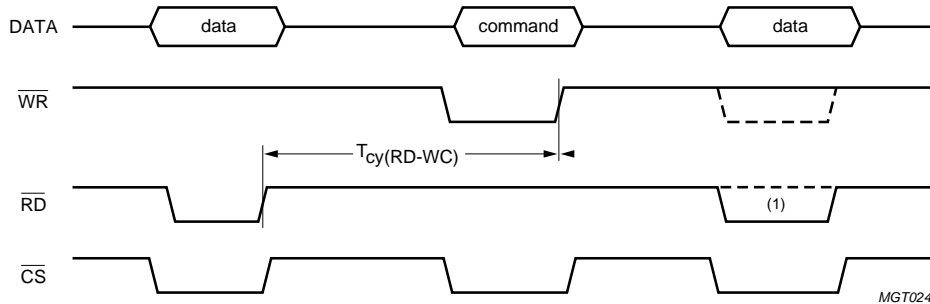 DATA data command data
WR
Tcy(RD-WC)
RD (1)
CS
MGT024